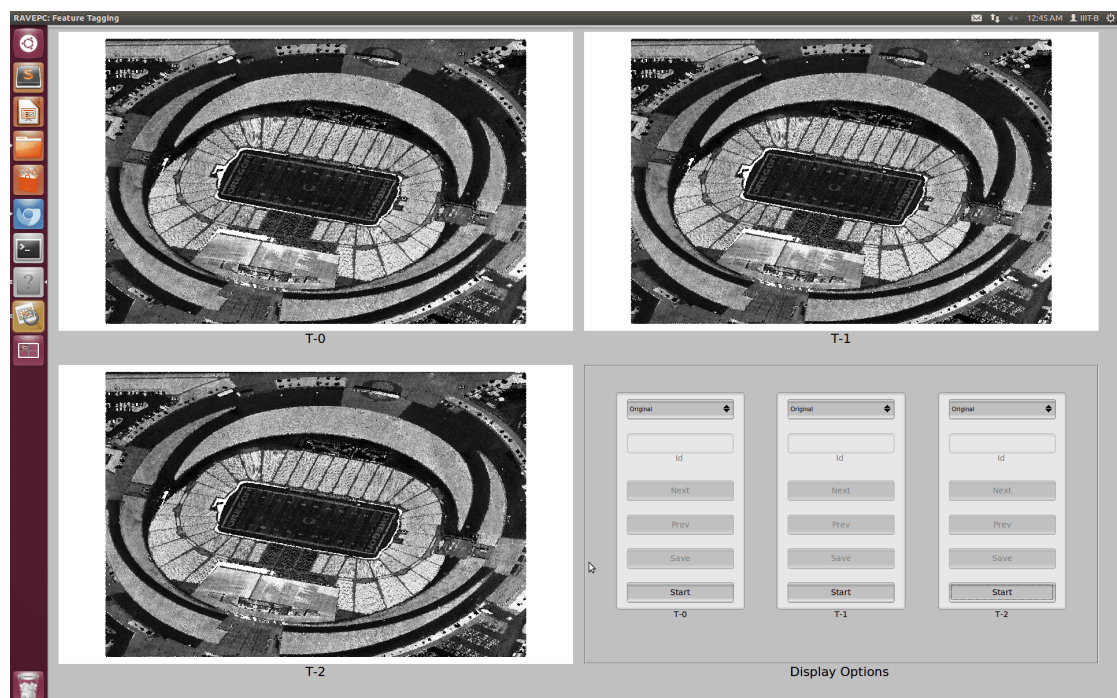 RAVEPC: Feature Tagging
12:45 AM IIIT-B
T-0
T-1
T-2
Original Original Original
Id Id Id
Next Next Next
Prev Prev Prev
Save Save Save
Start Start Start
T-0 T-1 T-2
Display Options